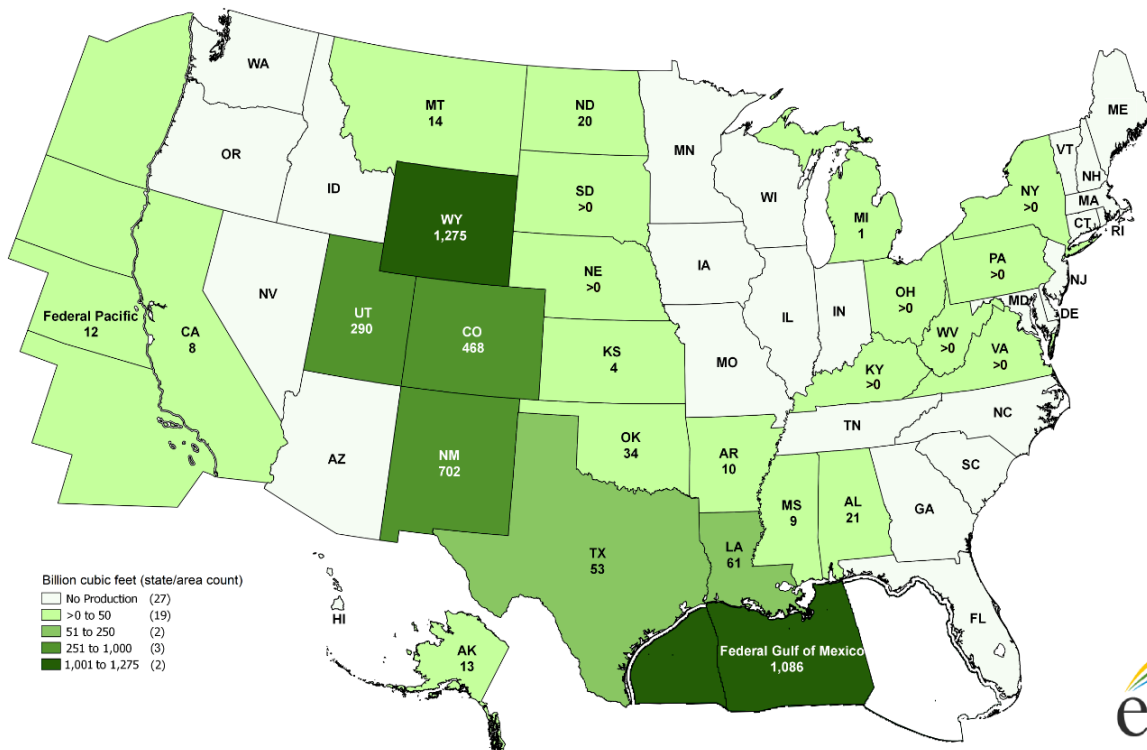 WA
MT
14
ND
20
MN
ME
VT
NH
OR
ID
SD
>0
WI
MI
1
NY
>0
MA
CT
RI
WY
1,275
IA
NE
>0
PA
>0
NJ
OH
>0
MD
DE
NV
UT
290
CO
468
IL
IN
WV
>0
VA
>0
Federal Pacific
12
CA
8
KS
4
MO
KY
>0
NC
TN
AZ
NM
702
OK
34
AR
10
SC
MS
9
AL
21
GA
TX
53
LA
61
FL
HI
AK
13
Federal Gulf of Mexico
1,086
Billion cubic feet (state/area count)
No Production (27)
>0 to 50 (19)
51 to 250 (2)
251 to 1,000 (3)
1,001 to 1,275 (2)
e